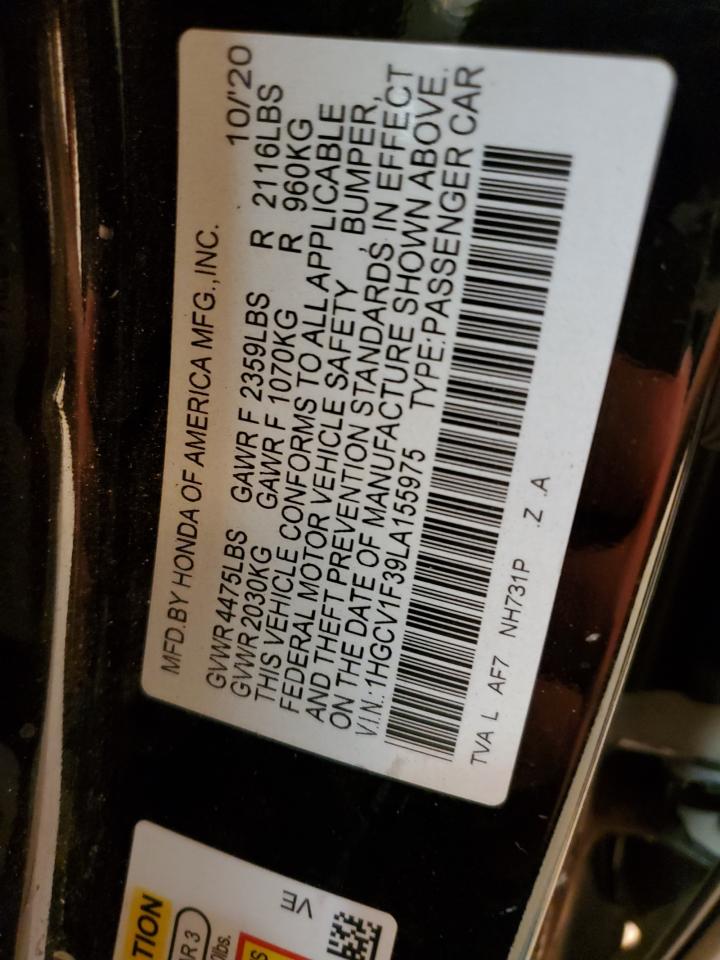 MFD.BY HONDA OF AMERICA MFG.,INC. 10/'20
GVWR 4475LBS GAWR F 2359LBS R 2116LBS
GVWR 2030KG GAWR F 1070KG R 960KG
THIS VEHICLE CONFORMS TO ALL APPLICABLE
FEDERAL MOTOR VEHICLE SAFETY, BUMPER,
AND THEFT PREVENTION STANDARDS IN EFFECT
ON THE DATE OF MANUFACTURE SHOWN ABOVE.
V.I.N.: 1HGCV1F39LA155975 TYPE:PASSENGER CAR
TVA L AF7 NH731P .Z .A
VE